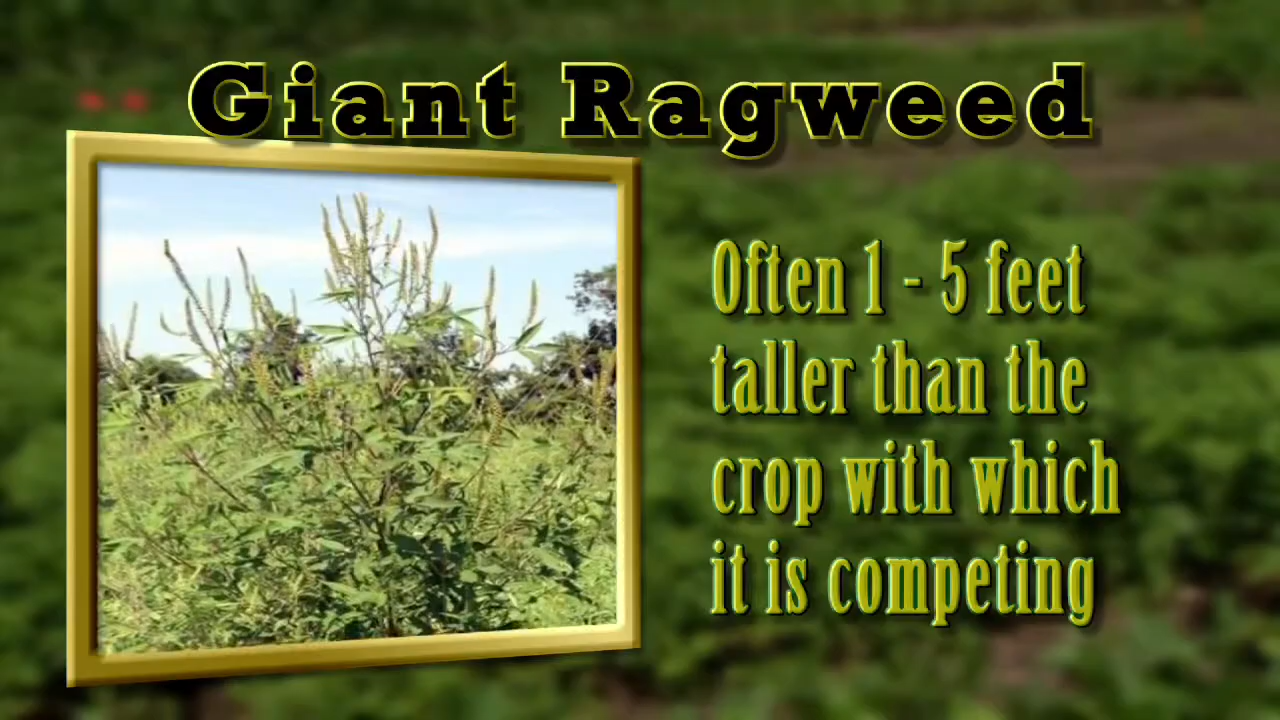 Giant Ragweed
Often 1 - 5 feet
taller than the
crop with which
it is competing